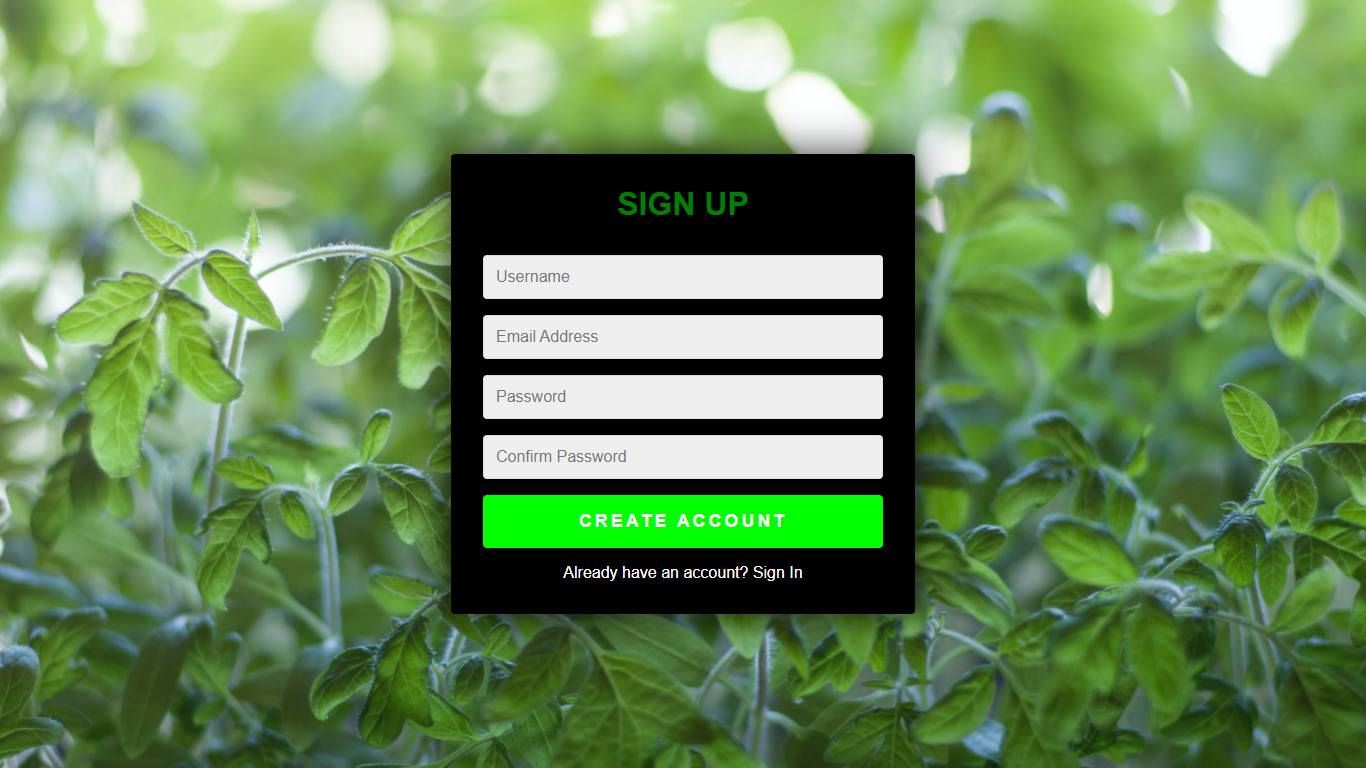 SIGN UP
Username
Email Address
Password
Confirm Password
CREATE ACCOUNT
Already have an account? Sign In